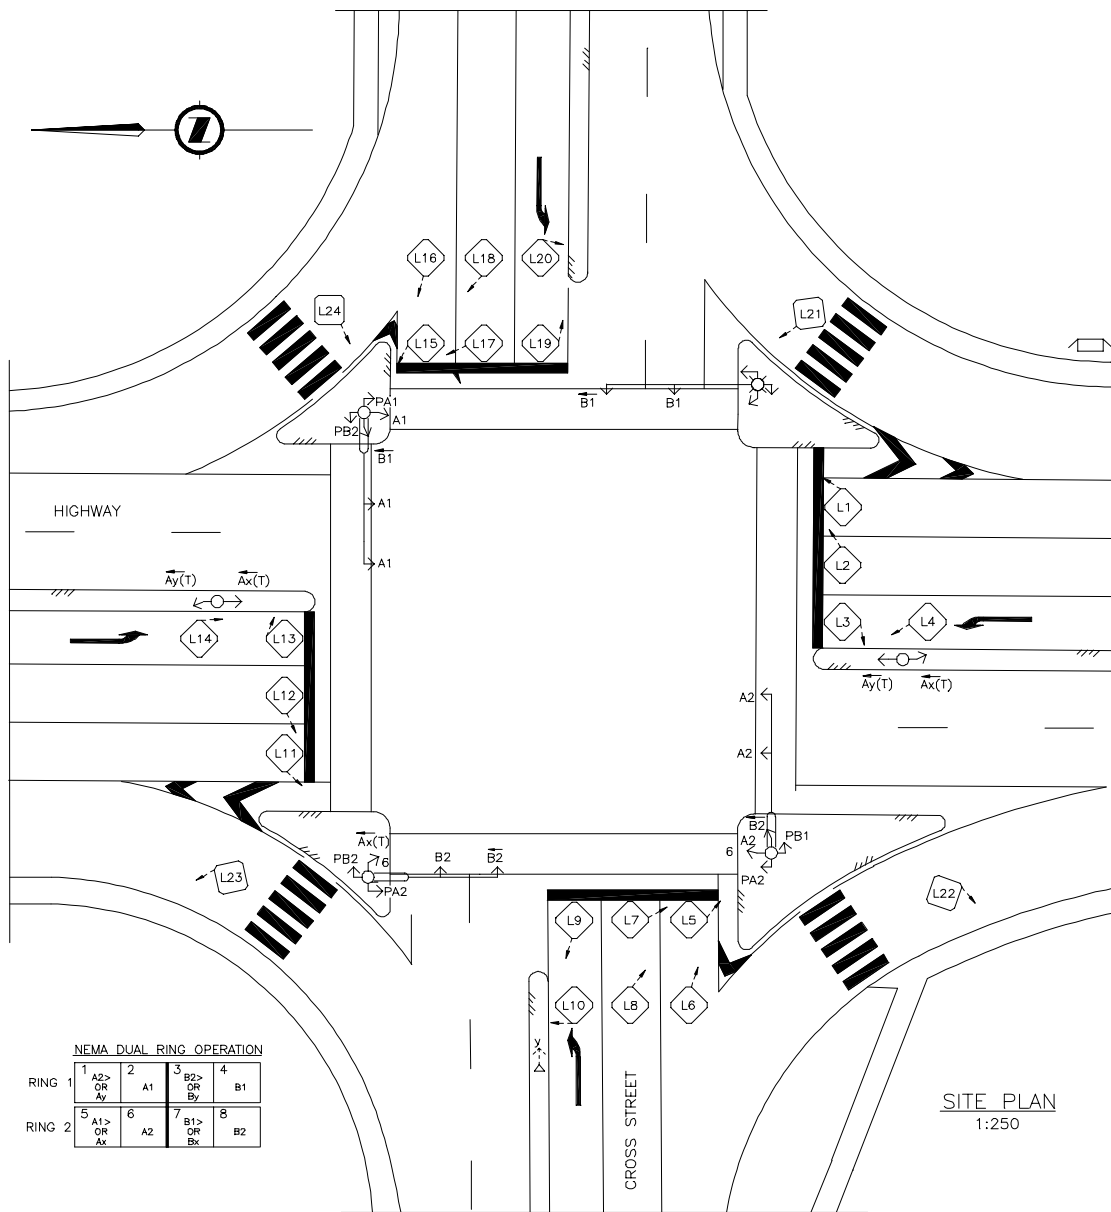 Z
L16
L18
L20
L24
L21
L15
L17
L19
PA1
A1
PB2
B1
B1
B1
A1
HIGHWAY
L1
A1
L2
Ay(T)
Ax(T)
L14
L13
L3
L4
Ay(T)
Ax(T)
L12
A2
L11
A2
B2
PB1
Ax(T)
A2
6
PB2
6
B2
B2
PA2
PA2
L23
L22
L9
L7
L5
L10
L8
L6
NEMA DUAL RING OPERATION
RING 1
1 A2> OR Ay
2 A1
3 B2> OR By
4 B1
RING 2
5 A1> OR Ax
6 A2
7 B1> OR Bx
8 B2
CROSS STREET
SITE PLAN
1:250